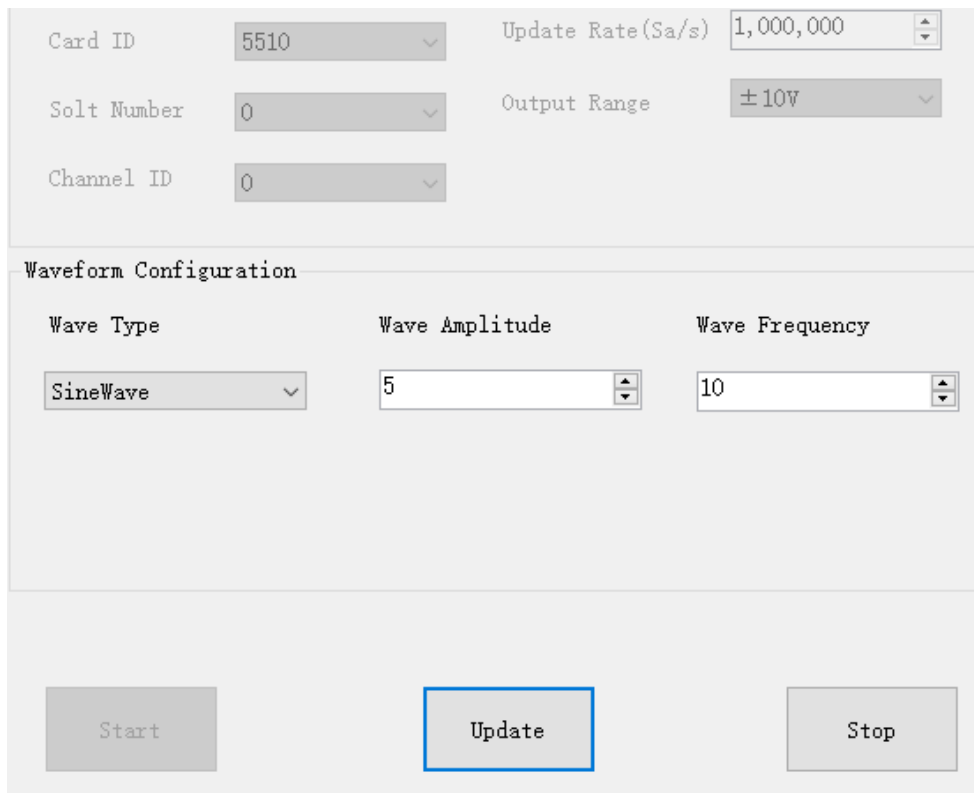 Card ID 5510 Update Rate(Sa/s) 1,000,000
Solt Number 0 Output Range ±10V
Channel ID 0
Waveform Configuration
Wave Type Wave Amplitude Wave Frequency
SineWave 5 10
Start Update Stop